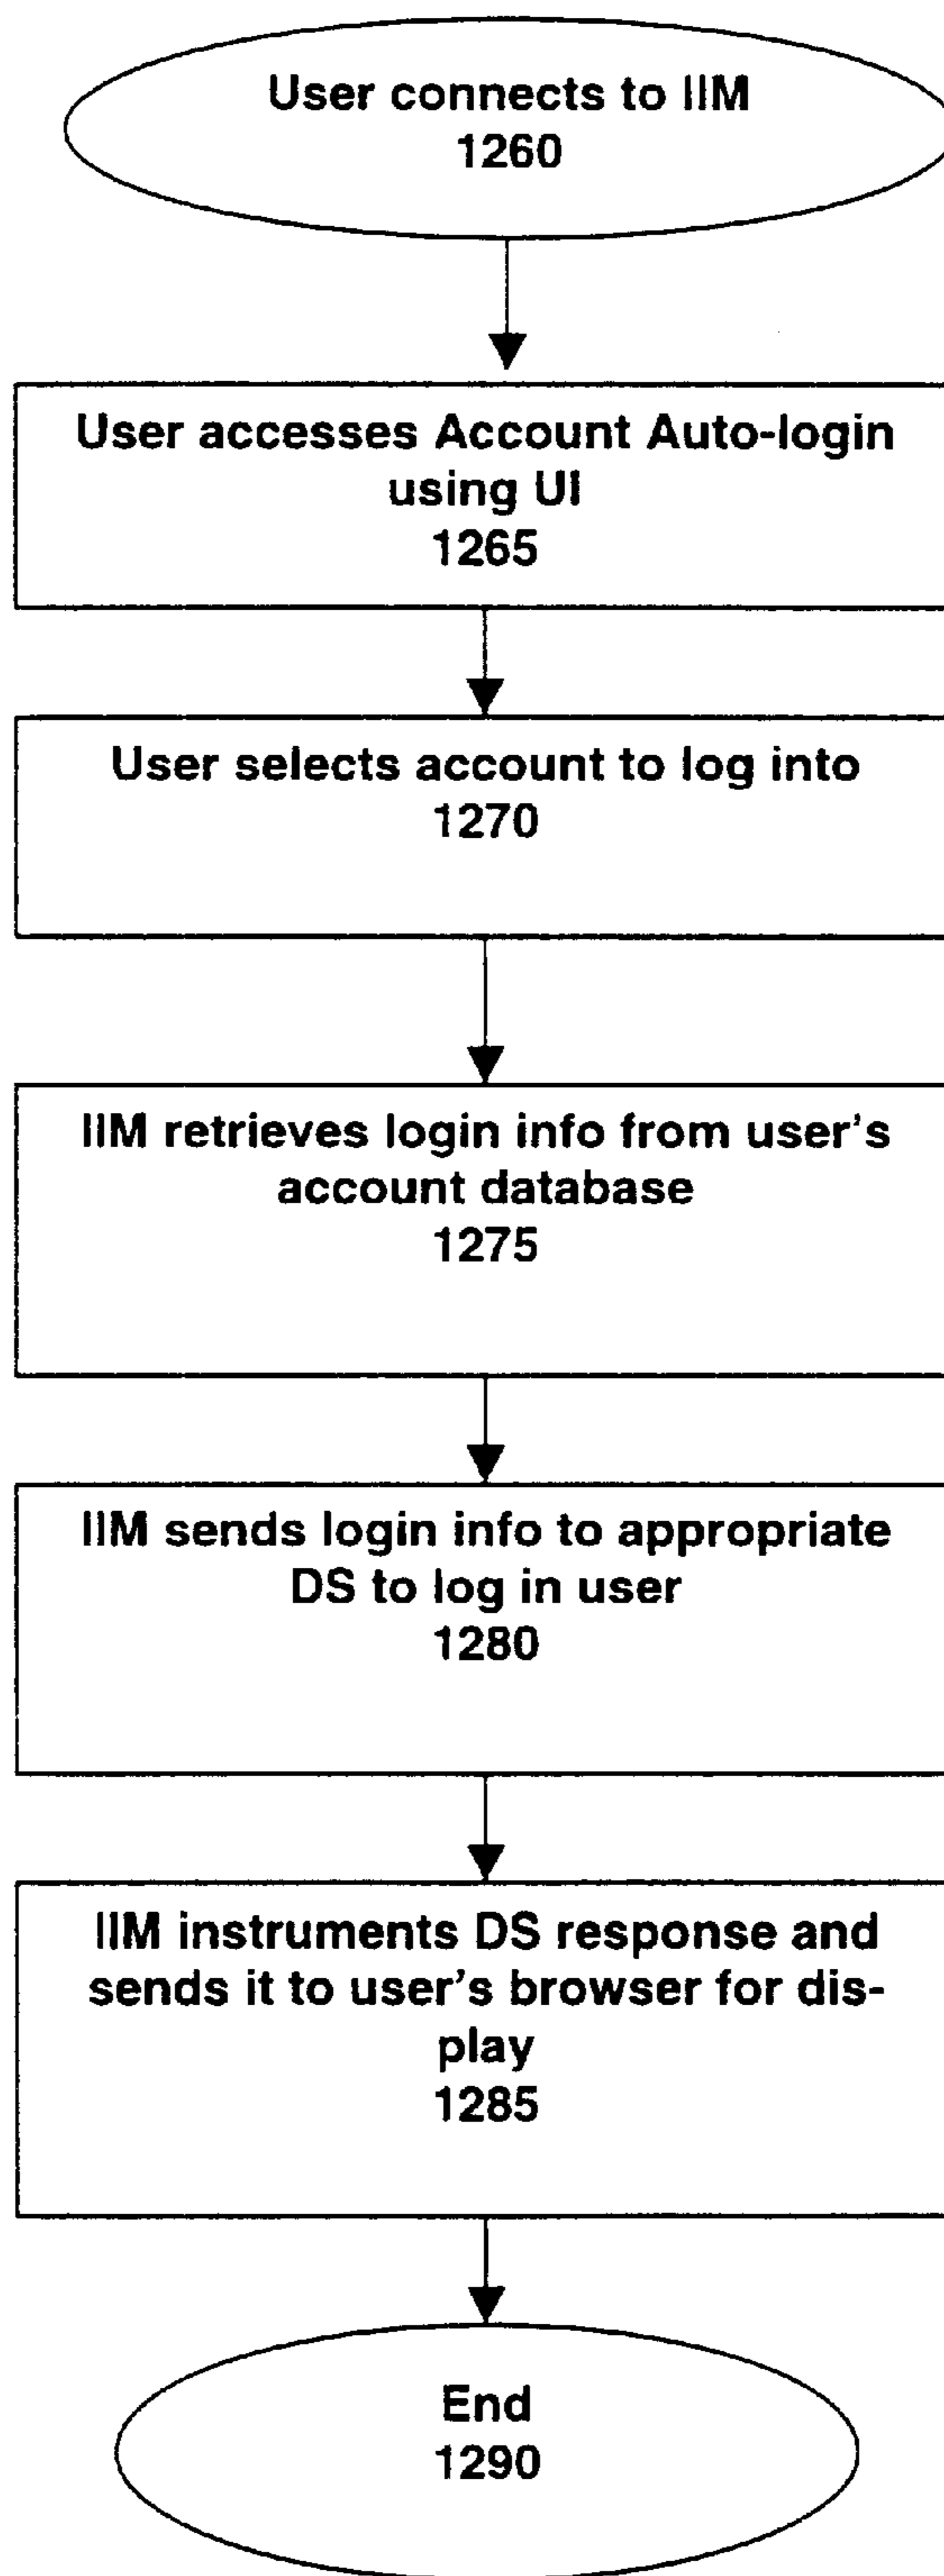 User connects to IIM
1260
User accesses Account Auto-login
using UI
1265
User selects account to log into
1270
IIM retrieves login info from user's
account database
1275
IIM sends login info to appropriate
DS to log in user
1280
IIM instruments DS response and
sends it to user's browser for dis-
play
1285
End
1290